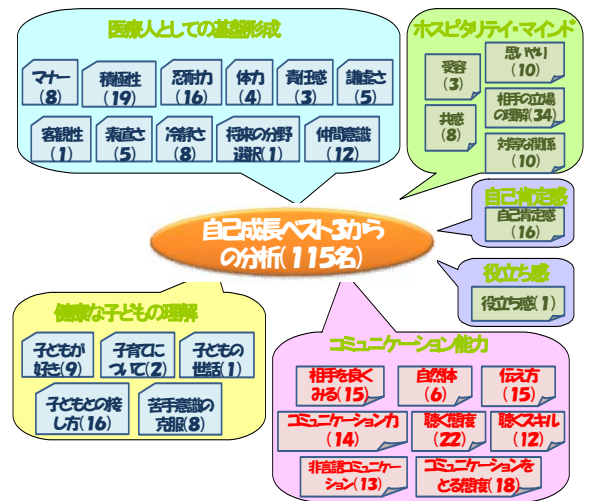 医療人としての基盤形成
マナー
(8)
積極性
(19)
忍耐力
(16)
体力
(4)
責任感
(3)
謙虚さ
(5)
客観性
(1)
素直さ
(5)
冷静さ
(8)
将来の分野
選択(1)
仲間意識
(12)
ホスピタリテイ・マインド
受容
(3)
思いやり
(10)
共感
(8)
相手の立場
の理解(34)
対等な関係
(10)
自己肯定感
自己肯定感
(16)
役立ち感
役立ち感(1)
自己成長ベスト3から
の分析(115名)
健康な子どもの理解
子どもが
好き(9)
子育てに
ついて(2)
子どもの
世話(1)
子どもとの接
し方(16)
苦手意識の
克服(8)
コミュニケーション能力
相手を良く
みる(15)
自然体
(6)
伝え方
(15)
コミュニケーション力
(14)
聴く態度
(22)
聴くスキル
(12)
非言語コミュニケー
ション(13)
コミュニケーションを
とる態度(18)